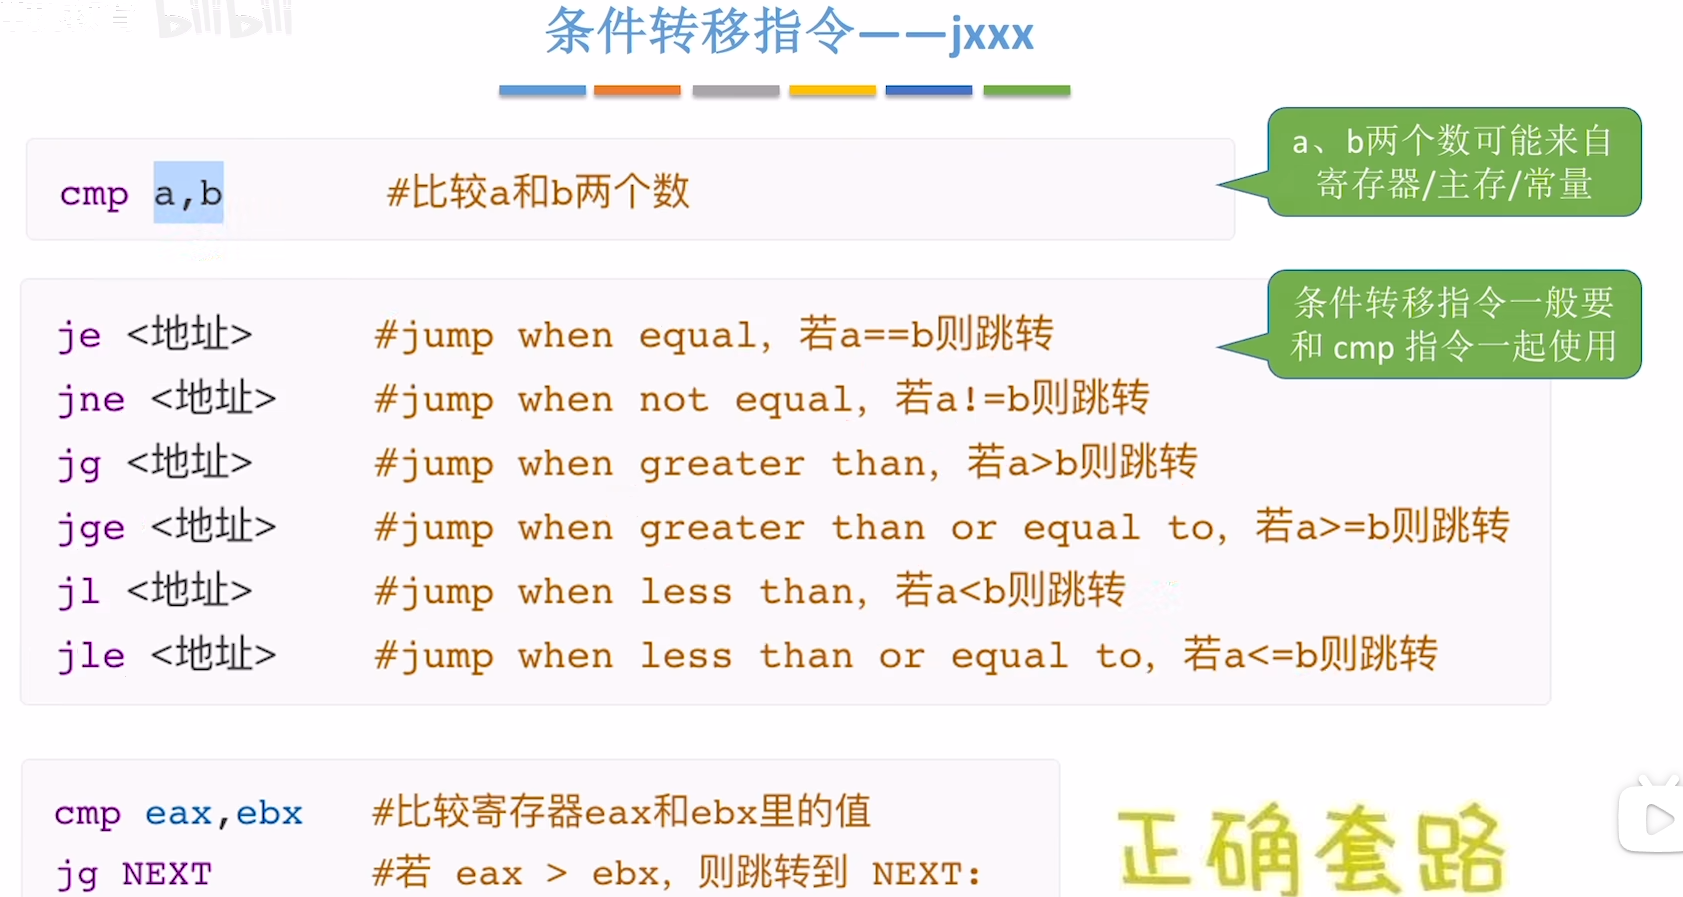 bilibili
条件转移指令——jxxx
cmp a,b #比较a和b两个数
a、b两个数可能来自
寄存器/主存/常量
条件转移指令一般要
和 cmp 指令一起使用
je <地址> #jump when equal, 若a==b则跳转
jne <地址> #jump when not equal, 若a!=b则跳转
jg <地址> #jump when greater than, 若a>b则跳转
jge <地址> #jump when greater than or equal to, 若a>=b则跳转
jl <地址> #jump when less than, 若a<b则跳转
jle <地址> #jump when less than or equal to, 若a<=b则跳转
cmp eax,ebx #比较寄存器eax和ebx里的值
jg NEXT #若 eax > ebx, 则跳转到 NEXT:
正确套路